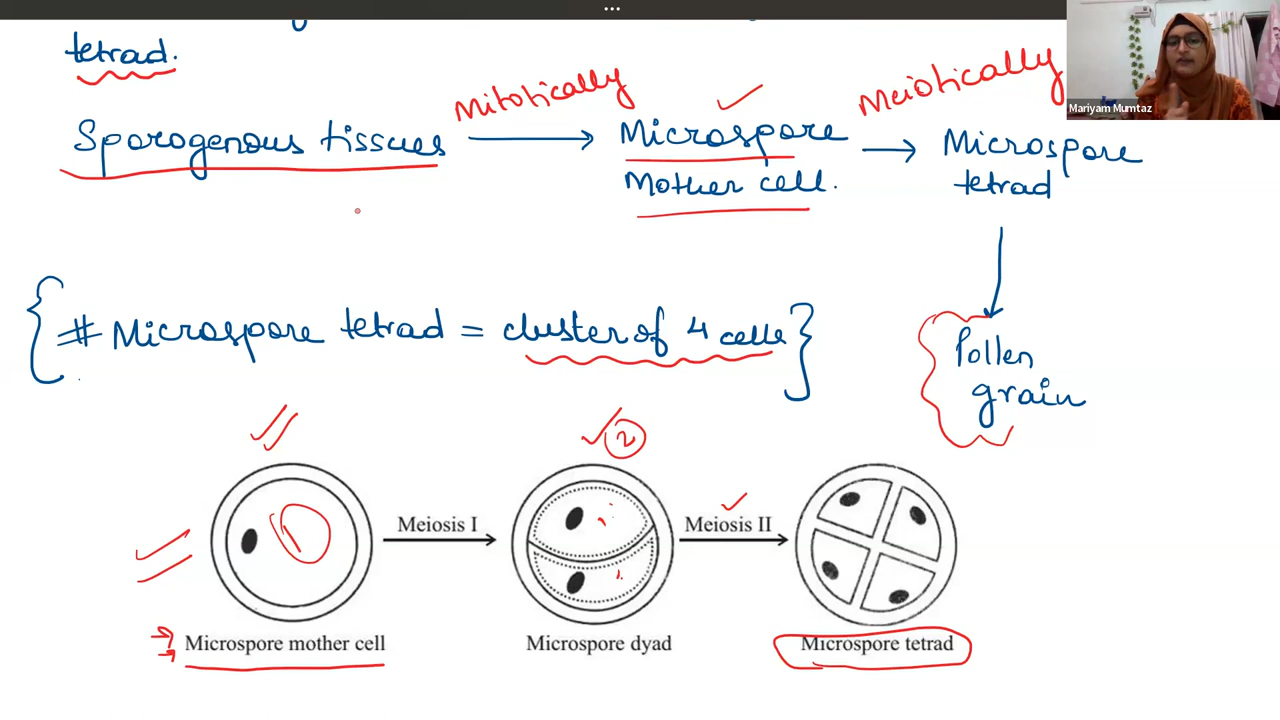 tetrad.
Mariyam Mumtaz
Mitotically
Meiotically
Sporogenous tissues
Microspore
Mother cell.
Microspore
tetrad
# Microspore tetrad = cluster of 4 cells
Pollen
grain
2
Meiosis I
Meiosis II
Microspore mother cell
Microspore dyad
Microspore tetrad